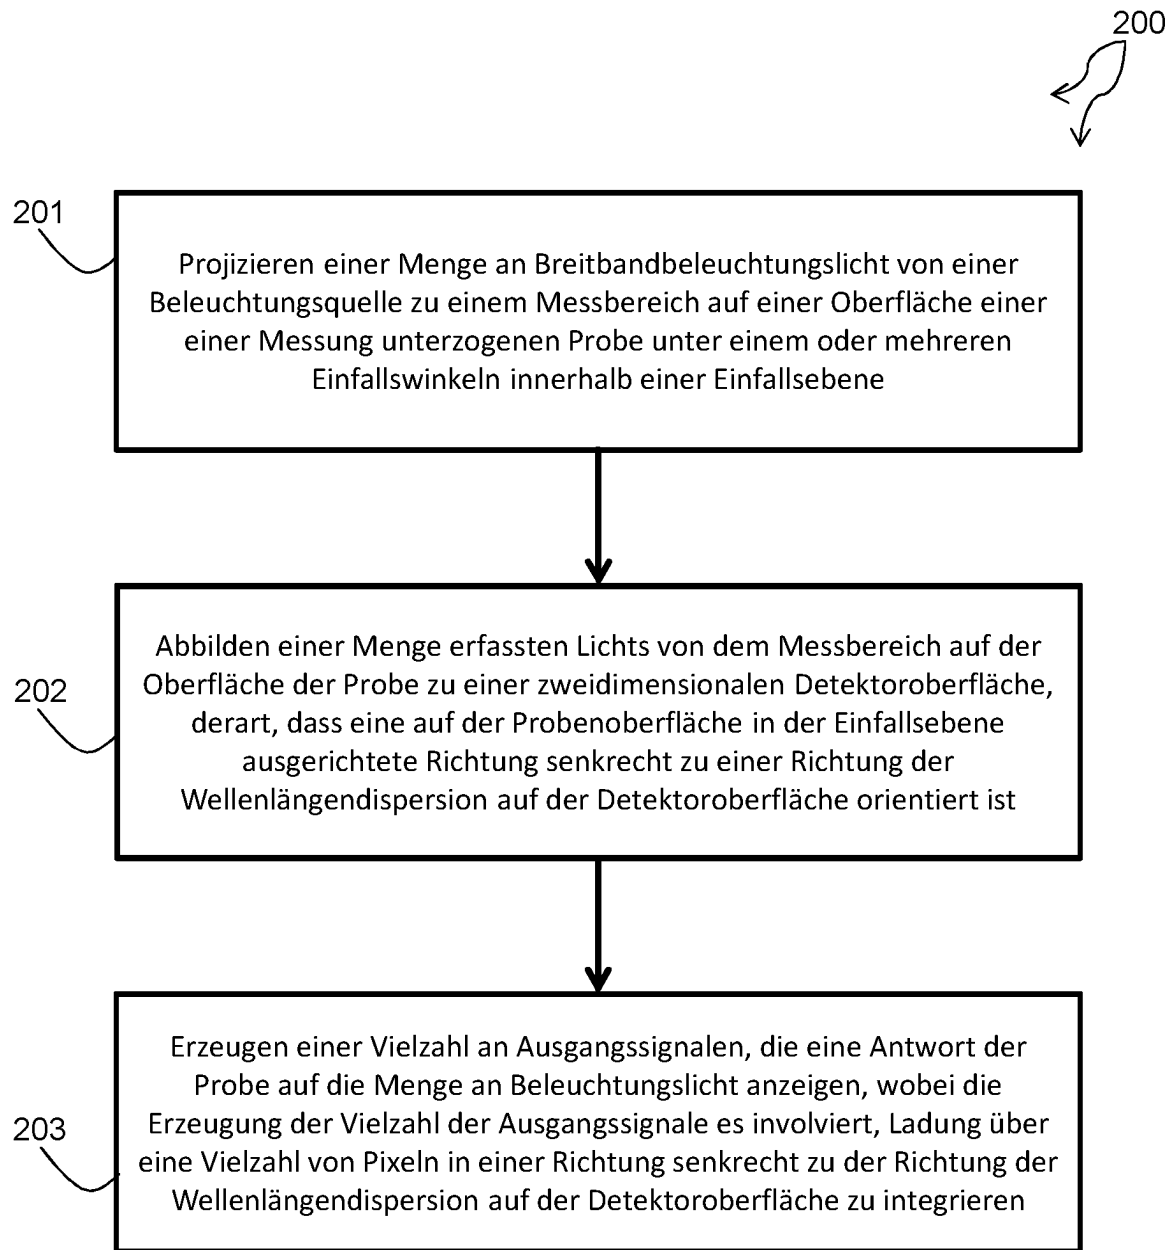 200
201
Projizieren einer Menge an Breitbandbeleuchtungslicht von einer
Beleuchtungsquelle zu einem Messbereich auf einer Oberfläche einer
einer Messung unterzogenen Probe unter einem oder mehreren
Einfallswinkeln innerhalb einer Einfallsebene
202
Abbilden einer Menge erfassten Lichts von dem Messbereich auf der
Oberfläche der Probe zu einer zweidimensionalen Detektoroberfläche,
derart, dass eine auf der Probenoberfläche in der Einfallsebene
ausgerichtete Richtung senkrecht zu einer Richtung der
Wellenlängendispersion auf der Detektoroberfläche orientiert ist
203
Erzeugen einer Vielzahl an Ausgangssignalen, die eine Antwort der
Probe auf die Menge an Beleuchtungslicht anzeigen, wobei die
Erzeugung der Vielzahl der Ausgangssignale es involviert, Ladung über
eine Vielzahl von Pixeln in einer Richtung senkrecht zu der Richtung der
Wellenlängendispersion auf der Detektoroberfläche zu integrieren